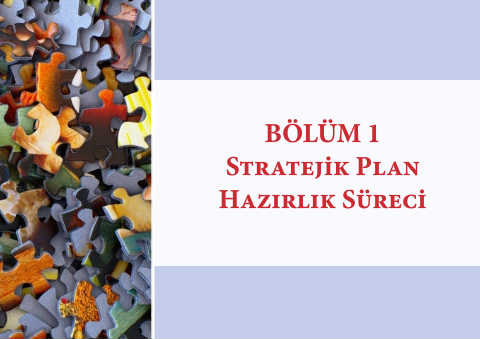 BÖLÜM 1
Stratejik Plan
Hazırlık Süreci